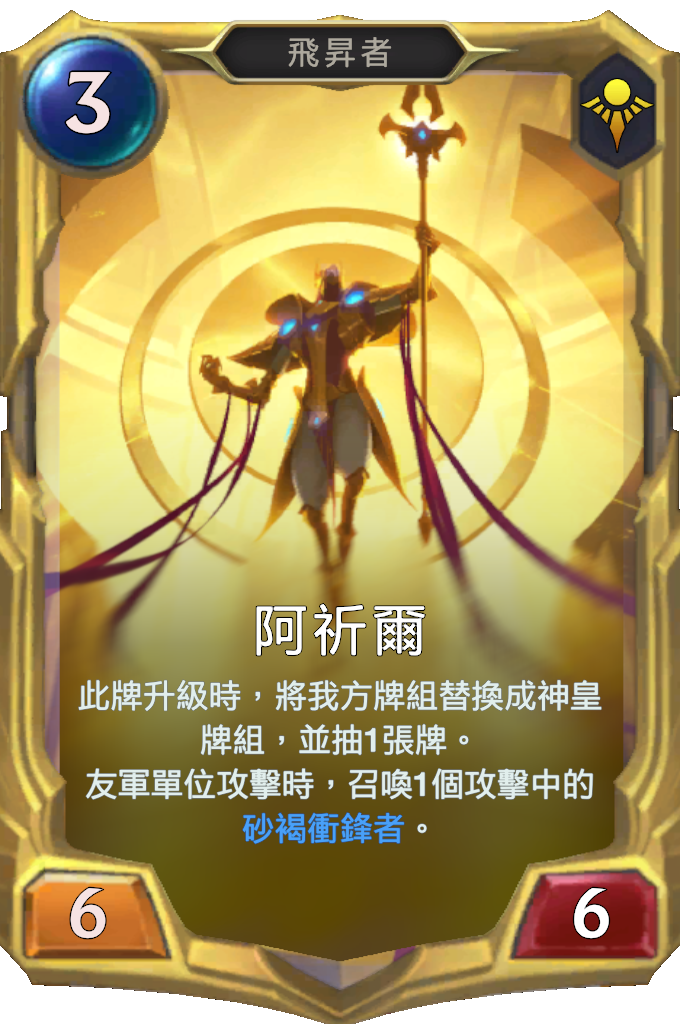 飛昇者
3
阿祈爾
此牌升級時，將我方牌組替換成神皇
牌組，並抽1張牌。
友軍單位攻擊時，召喚1個攻擊中的
砂褐衝鋒者。
6
6